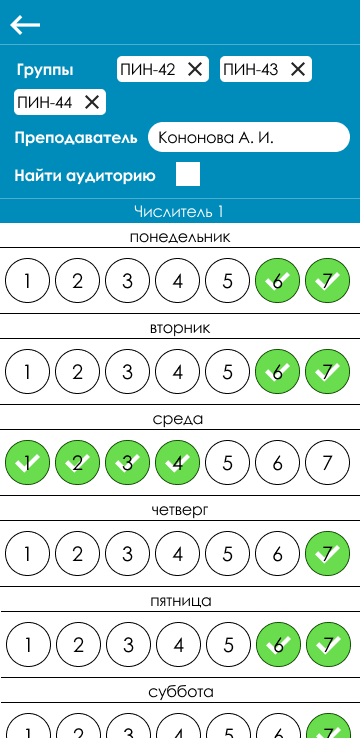 Группы ПИН-42 ПИН-43
ПИН-44
Преподаватель Кононова А. И.
Найти аудиторию
Числитель 1
понедельник
1 2 3 4 5 6 7
вторник
1 2 3 4 5 6 7
среда
1 2 3 4 5 6 7
четверг
1 2 3 4 5 6 7
пятница
1 2 3 4 5 6 7
суббота
1 2 3 4 5 6 7